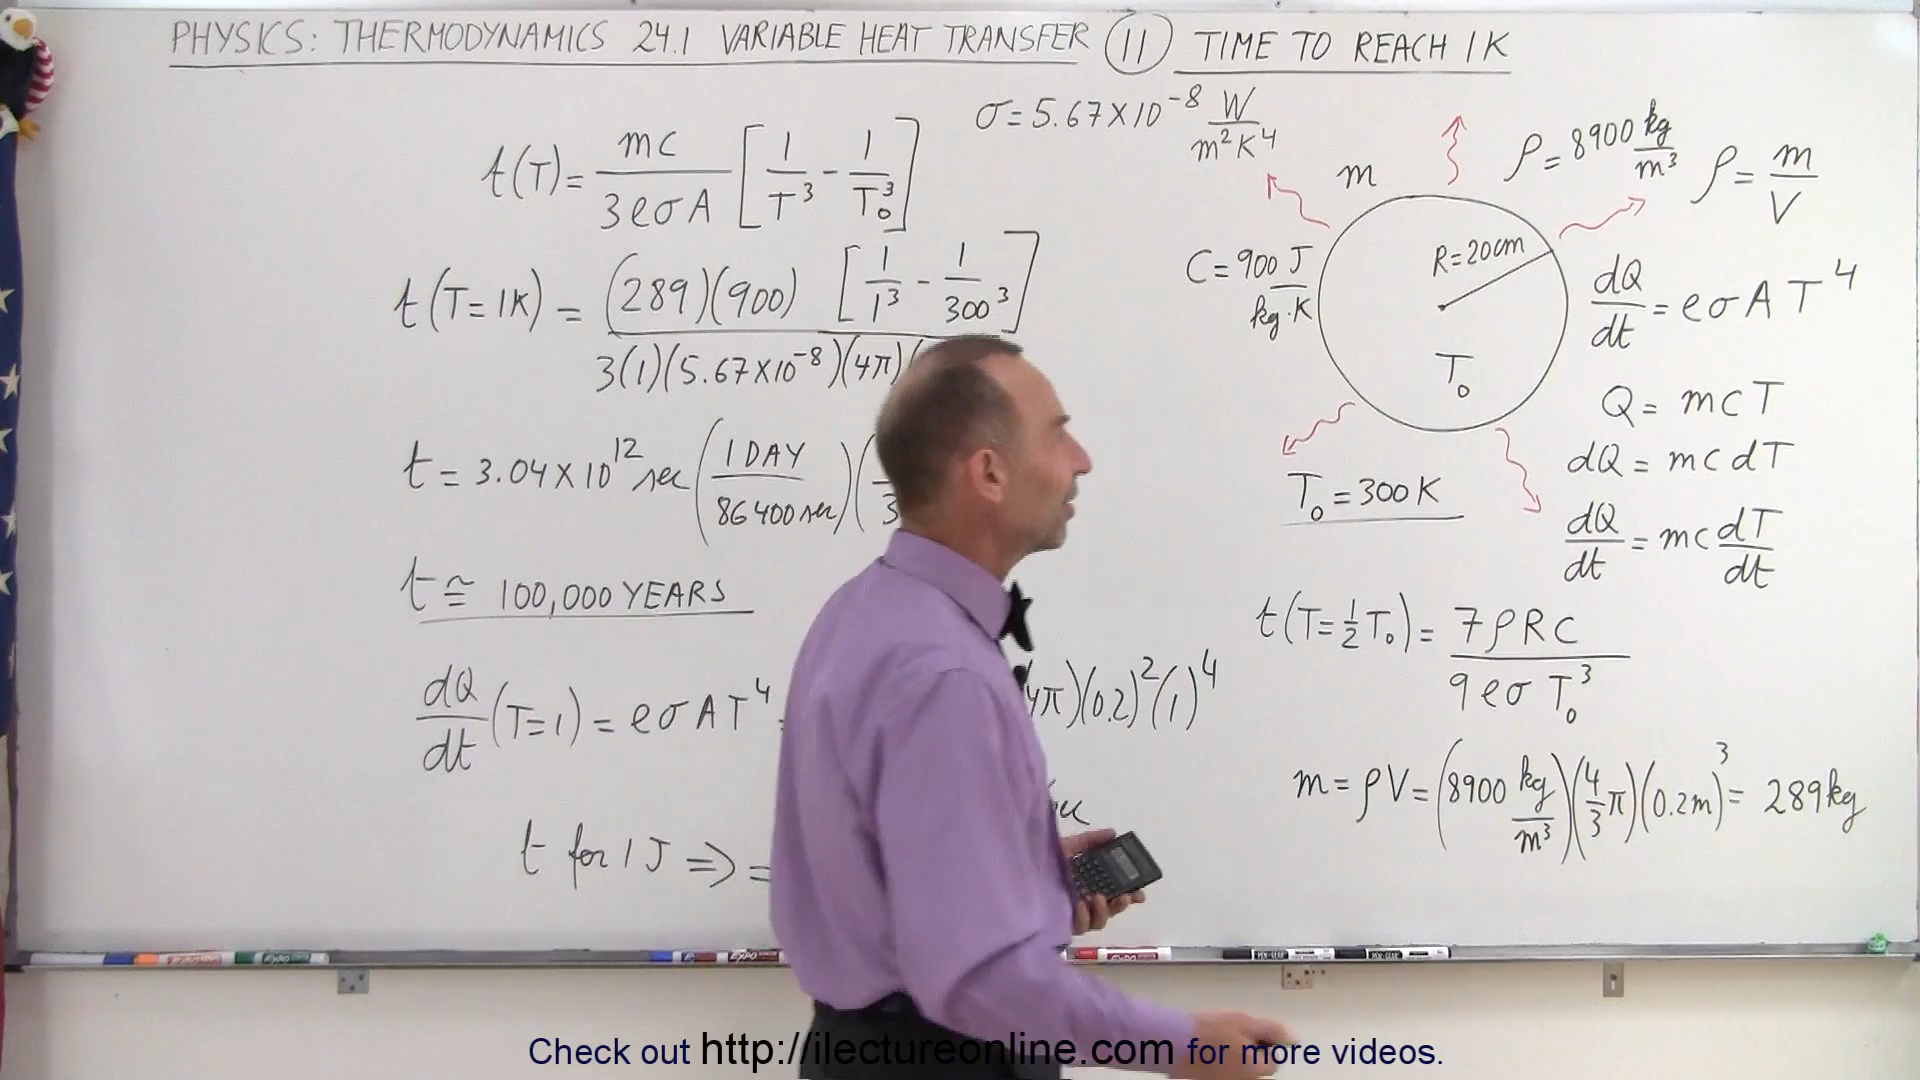 PHYSICS: THERMODYNAMICS 24.1 VARIABLE HEAT TRANSFER (11) TIME TO REACH 1K
σ = 5.67×10⁻⁸ W/m²K⁴
t(T) = mc/3eσA [1/T³ - 1/T₀³]
t(T=1K) = (289)(900) [1/1³ - 1/300³]
3(1)(5.67×10⁻⁸)(4π)(
t = 3.04×10¹² sec (1 DAY/86400 sec)(
t ≅ 100,000 YEARS
dQ/dt (T=1) = eσAT⁴ = 4π)(0.2)²(1)⁴
t for 1 J ⇒ =
m
ρ = 8900 kg/m³
ρ = m/V
R=20cm
C = 900 J/kg·K
T₀
T₀ = 300 K
dQ/dt = eσAT⁴
Q = mcT
dQ = mcdT
dQ/dt = mc dT/dt
t(T=½T₀) = 7ρRC/9eσT₀³
m = ρV = (8900 kg/m³)(4/3 π)(0.2m)³ = 289kg
EXPO
Check out http://ilectureonline.com for more videos.